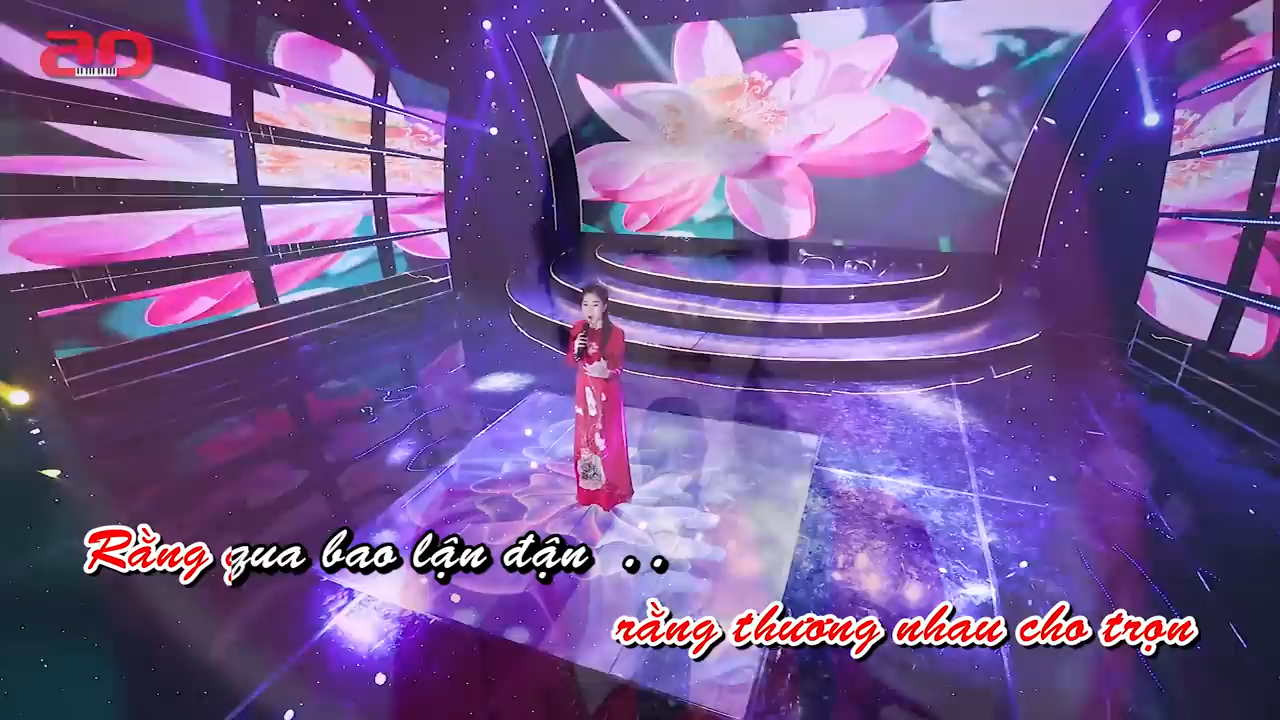 Rằng qua bao lận đận ..
rằng thương nhau cho trọn